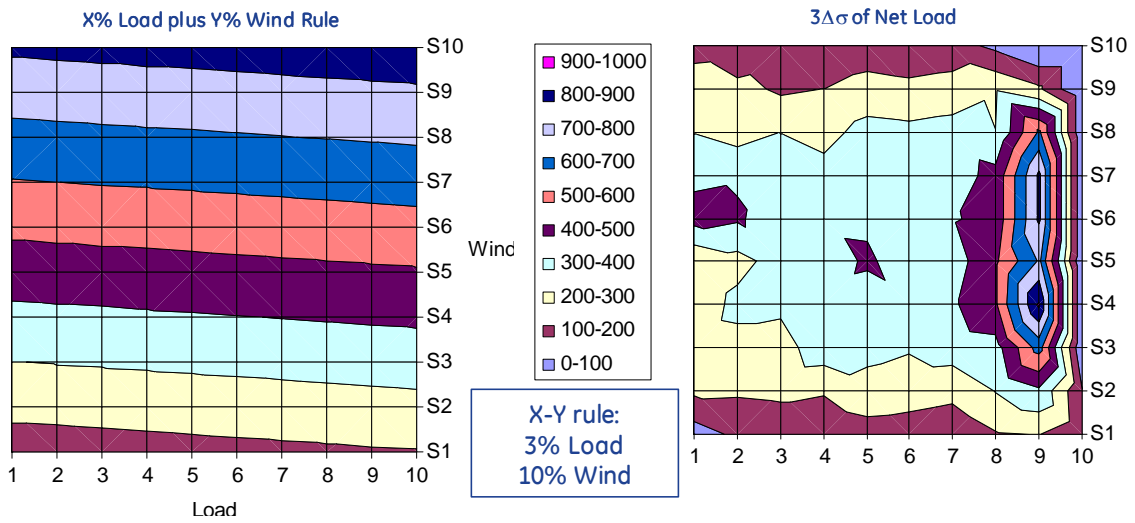 X% Load plus Y% Wind Rule
S10
S9
S8
S7
S6
S5
S4
S3
S2
S1
1 2 3 4 5 6 7 8 9 10
Load
Wind
900-1000
800-900
700-800
600-700
500-600
400-500
300-400
200-300
100-200
0-100
X-Y rule:
3% Load
10% Wind
3Δσ of Net Load
S10
S9
S8
S7
S6
S5
S4
S3
S2
S1
1 2 3 4 5 6 7 8 9 10